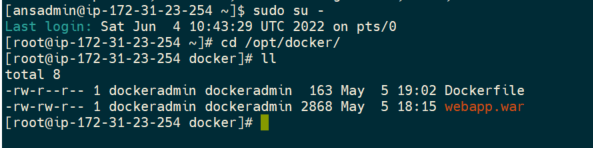 [ansadmin@ip-172-31-23-254 ~]$ sudo su -
Last login: Sat Jun  4 10:43:29 UTC 2022 on pts/0
[root@ip-172-31-23-254 ~]# cd /opt/docker/
[root@ip-172-31-23-254 docker]# ll
total 8
-rw-r--r-- 1 dockeradmin dockeradmin  163 May  5 19:02 Dockerfile
-rw-rw-r-- 1 dockeradmin dockeradmin 2868 May  5 18:15 webapp.war
[root@ip-172-31-23-254 docker]#